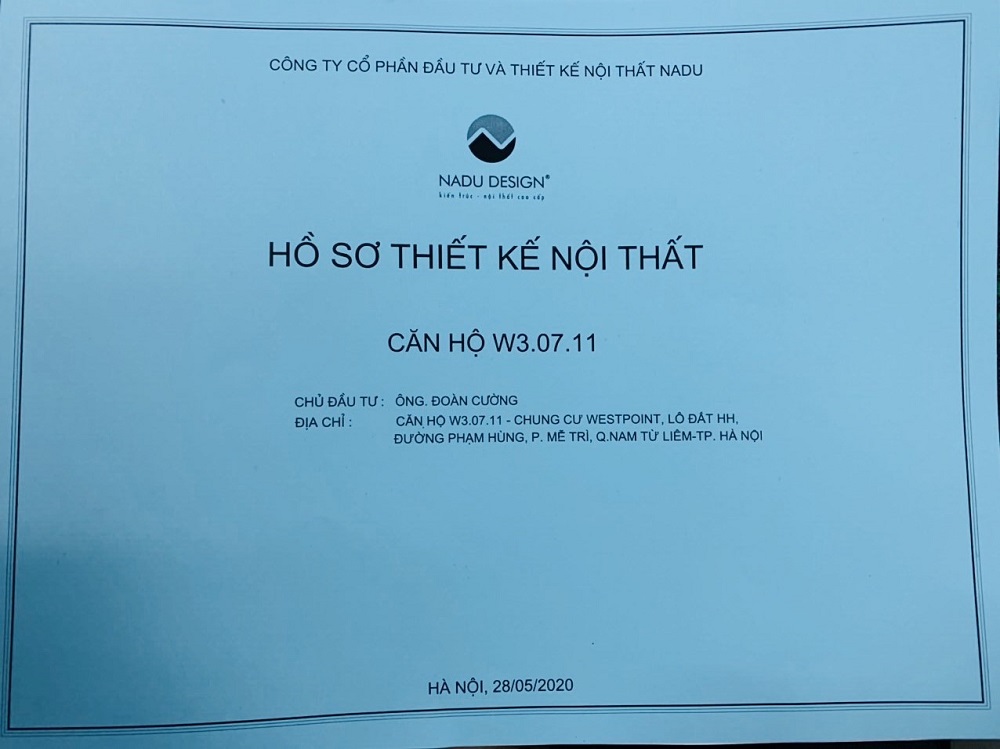 CÔNG TY CỔ PHẦN ĐẦU TƯ VÀ THIẾT KẾ NỘI THẤT NADU
NADU DESIGN®
kiến trúc - nội thất cao cấp
HỒ SƠ THIẾT KẾ NỘI THẤT
CĂN HỘ W3.07.11
CHỦ ĐẦU TƯ : ÔNG. ĐOÀN CƯỜNG
ĐỊA CHỈ : CĂN HỘ W3.07.11 - CHUNG CƯ WESTPOINT, LÔ ĐẤT HH,
ĐƯỜNG PHẠM HÙNG, P. MỄ TRÌ, Q.NAM TỪ LIÊM-TP. HÀ NỘI
HÀ NỘI, 28/05/2020